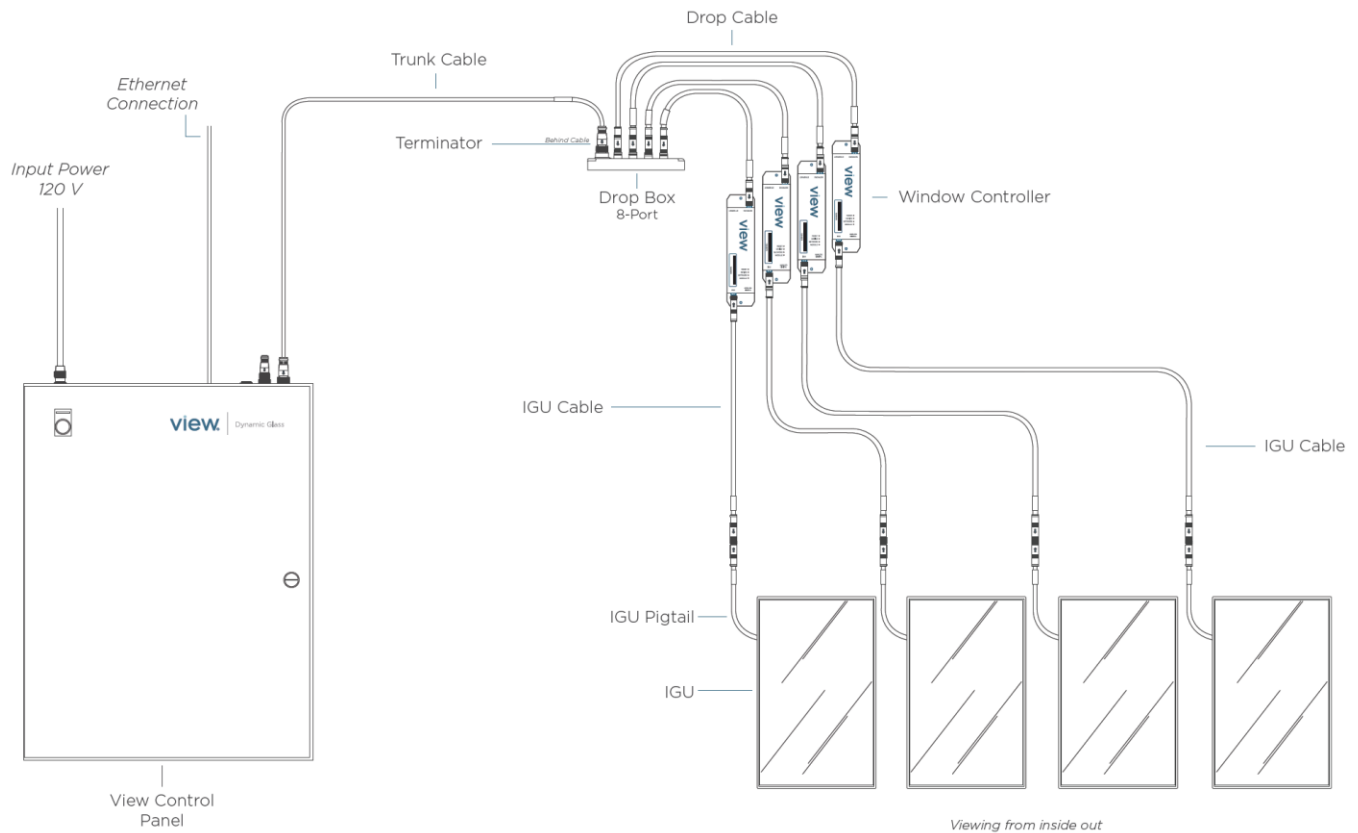 Drop Cable
Trunk Cable
Ethernet
Connection
Terminator
Behind Cable
Input Power
120 V
Drop Box
8-Port
Window Controller
view
view
view
view
IGU Cable
view.
Dynamic Glass
IGU Cable
IGU Pigtail
IGU
View Control
Panel
Viewing from inside out